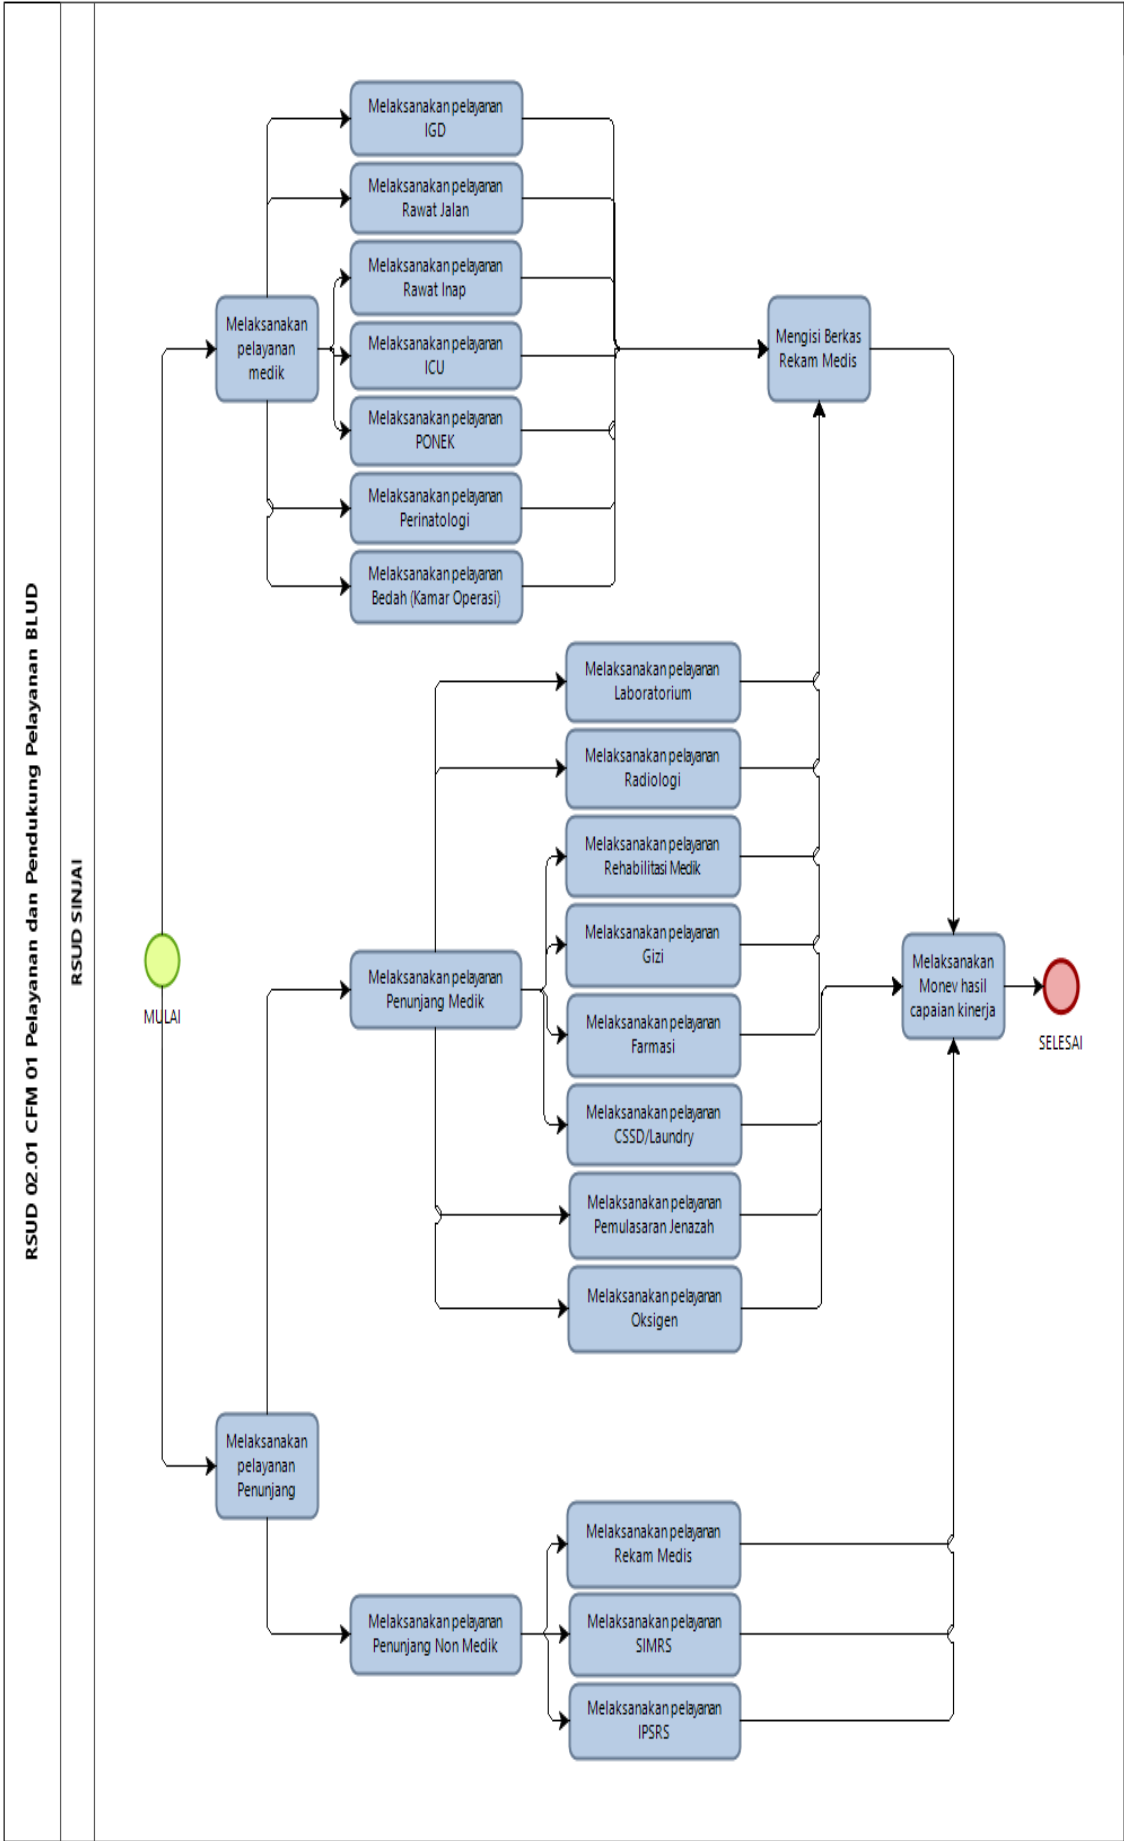 RSUD 02.01 CFM 01 Pelayanan dan Pendukung Pelayanan BLUD
RSUD SINJAI
MULAI
Melaksanakan
pelayanan
medik
Melaksanakan pelayanan
IGD
Melaksanakan pelayanan
Rawat Jalan
Melaksanakan pelayanan
Rawat Inap
Melaksanakan pelayanan
ICU
Melaksanakan pelayanan
PONEK
Melaksanakan pelayanan
Perinatologi
Melaksanakan pelayanan
Bedah (Kamar Operasi)
Mengisi Berkas
Rekam Medis
Melaksanakan
pelayanan
Penunjang
Melaksanakan pelayanan
Penunjang Medik
Melaksanakan pelayanan
Laboratorium
Melaksanakan pelayanan
Radiologi
Melaksanakan pelayanan
Rehabilitasi Medik
Melaksanakan pelayanan
Gizi
Melaksanakan pelayanan
Farmasi
Melaksanakan pelayanan
CSSD/Laundry
Melaksanakan pelayanan
Pemulasaran Jenazah
Melaksanakan pelayanan
Oksigen
Melaksanakan pelayanan
Penunjang Non Medik
Melaksanakan pelayanan
Rekam Medis
Melaksanakan pelayanan
SIMRS
Melaksanakan pelayanan
IPSRS
Melaksanakan
Monev hasil
capaian kinerja
SELESAI